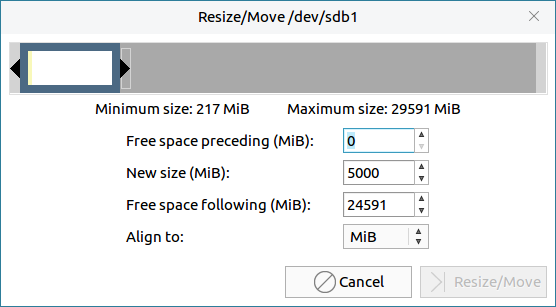 Resize/Move /dev/sdb1
Minimum size: 217 MiB Maximum size: 29591 MiB
Free space preceding (MiB): 0
New size (MiB): 5000
Free space following (MiB): 24591
Align to: MiB
Cancel Resize/Move